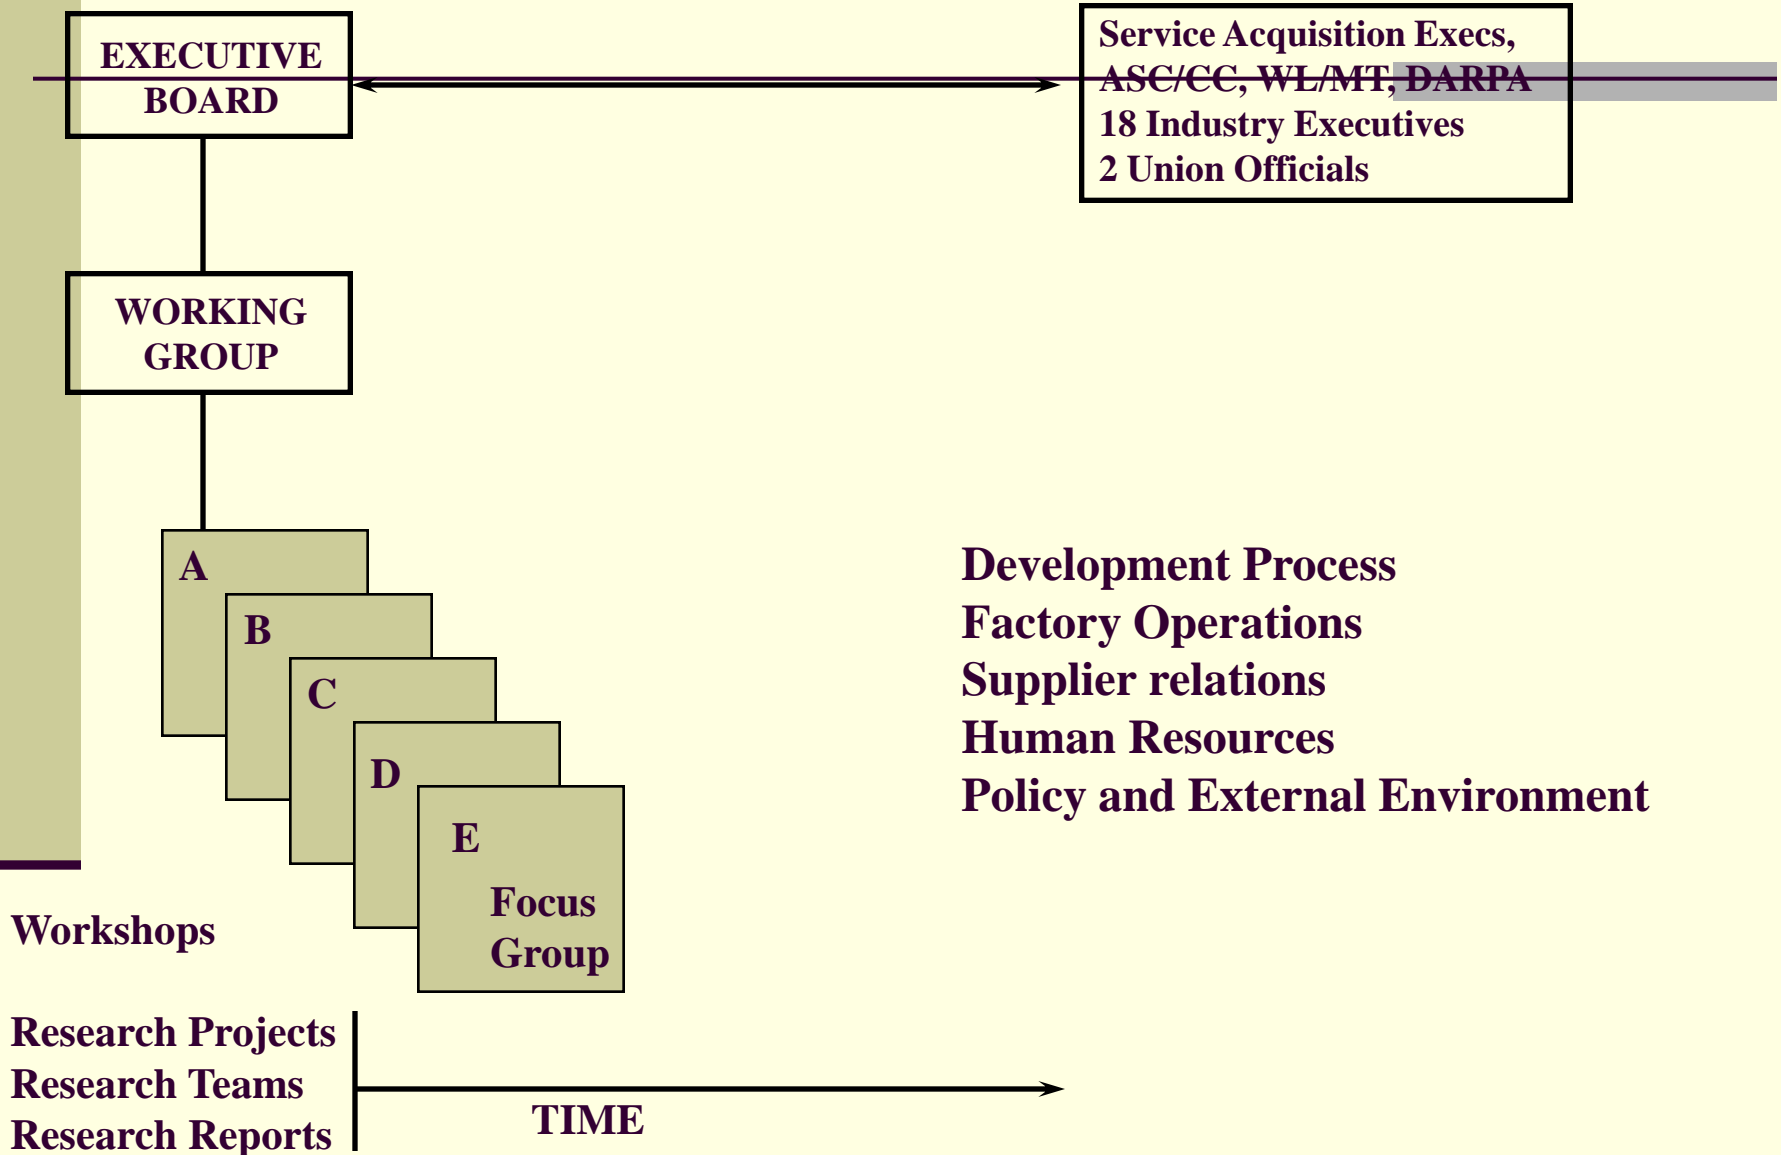 EXECUTIVE
BOARD
Service Acquisition Execs,
ASC/CC, WL/MT, DARPA
18 Industry Executives
2 Union Officials
WORKING
GROUP
A
B
C
D
E
Focus
Group
Development Process
Factory Operations
Supplier relations
Human Resources
Policy and External Environment
Workshops
Research Projects
Research Teams
Research Reports
TIME